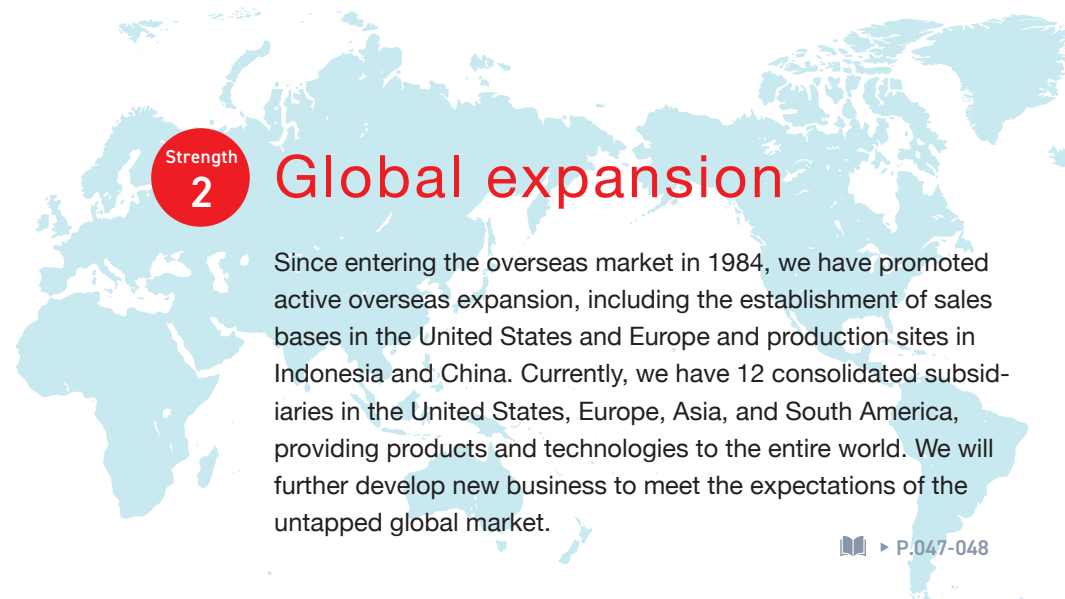 Strength
2
Global expansion
Since entering the overseas market in 1984, we have promoted
active overseas expansion, including the establishment of sales
bases in the United States and Europe and production sites in
Indonesia and China. Currently, we have 12 consolidated subsid-
iaries in the United States, Europe, Asia, and South America,
providing products and technologies to the entire world. We will
further develop new business to meet the expectations of the
untapped global market.
P.047-048